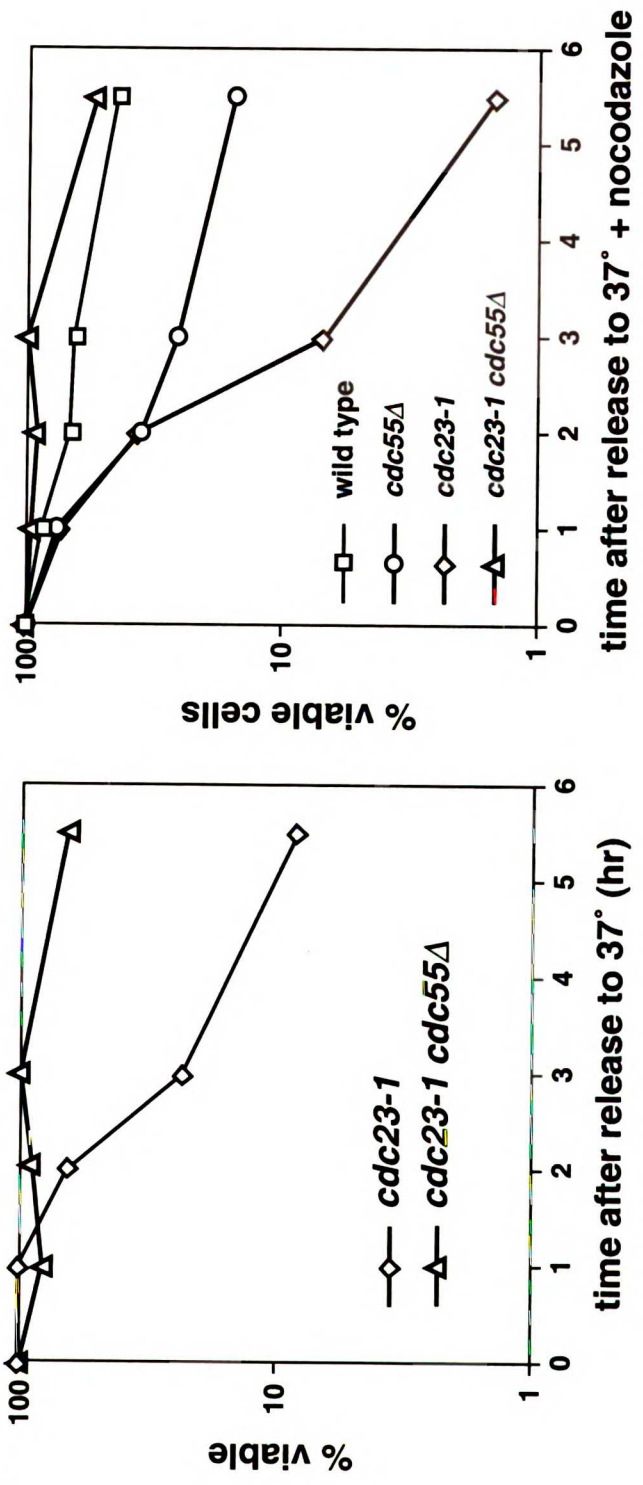 100
10
1
% viable
0
1
2
3
4
5
6
time after release to 37° (hr)
cdc23-1
cdc23-1 cdc55Δ
100
10
1
% viable cells
0
1
2
3
4
5
6
time after release to 37° + nocodazole
wild type
cdc55Δ
cdc23-1
cdc23-1 cdc55Δ